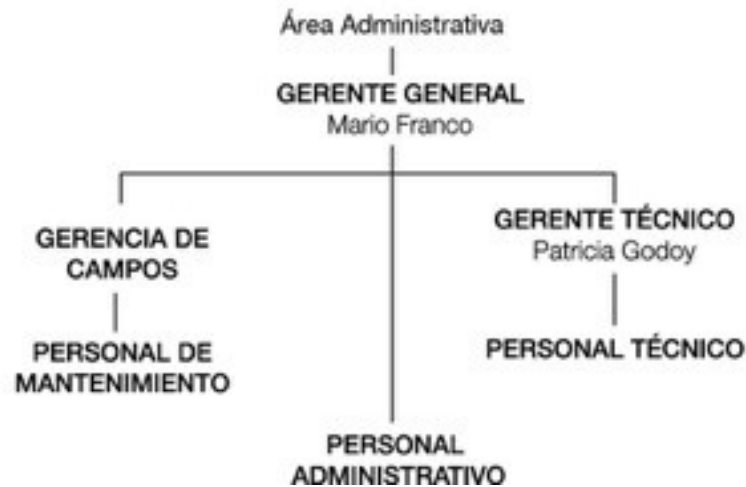 Área Administrativa
GERENTE GENERAL
Mario Franco
GERENCIA DE
CAMPOS
GERENTE TÉCNICO
Patricia Godoy
PERSONAL DE
MANTENIMIENTO
PERSONAL TÉCNICO
PERSONAL
ADMINISTRATIVO